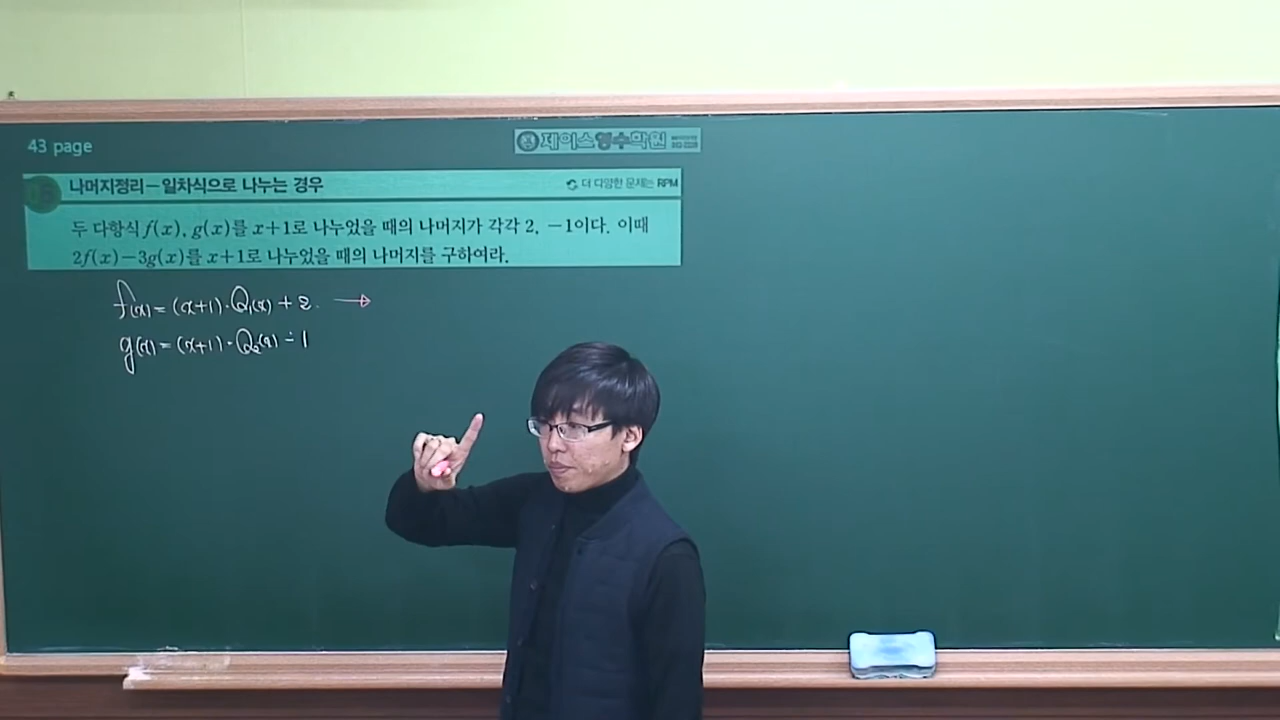 43 page
제이스영수학원
나머지정리-일차식으로 나누는 경우
더 다양한 문제는 RPM
두 다항식 f(x), g(x)를 x+1로 나누었을 때의 나머지가 각각 2, -1이다. 이때
2f(x)-3g(x)를 x+1로 나누었을 때의 나머지를 구하여라.
f(x)=(x+1)·Q₁(x)+2. →
g(x)=(x+1)·Q₂(x)-1